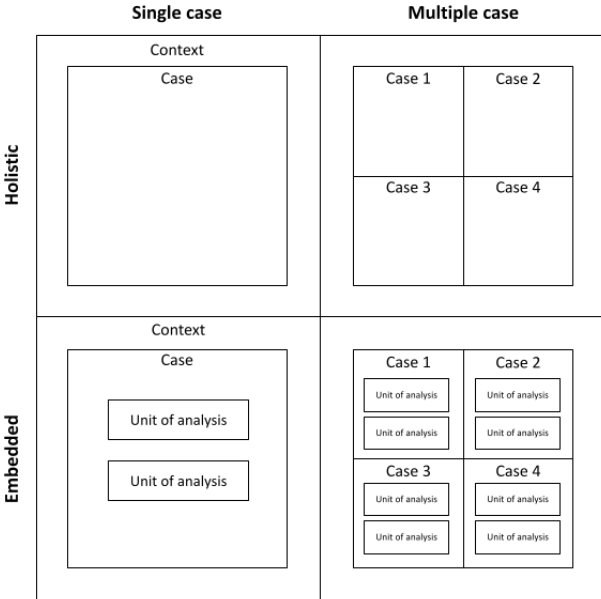 Single case
Multiple case
Holistic
Context
Case
Case 1
Case 2
Case 3
Case 4
Embedded
Context
Case
Unit of analysis
Unit of analysis
Case 1
Case 2
Unit of analysis
Unit of analysis
Unit of analysis
Unit of analysis
Case 3
Case 4
Unit of analysis
Unit of analysis
Unit of analysis
Unit of analysis